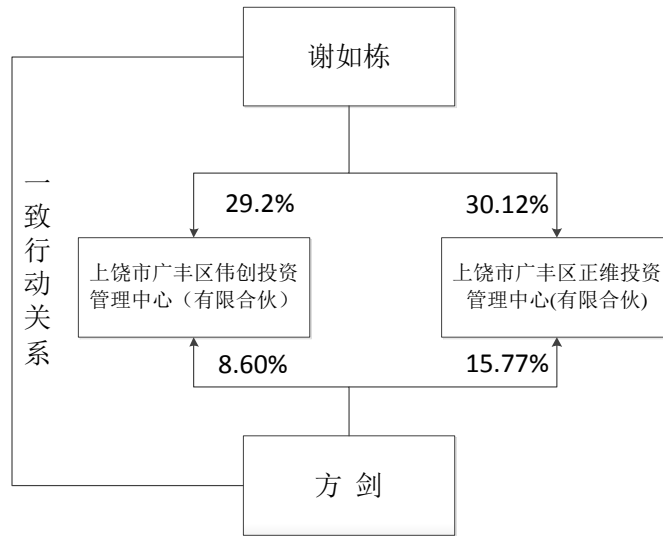 谢如栋
一致行动关系
29.2%
30.12%
上饶市广丰区伟创投资
管理中心（有限合伙）
上饶市广丰区正维投资
管理中心(有限合伙)
8.60%
15.77%
方 剑